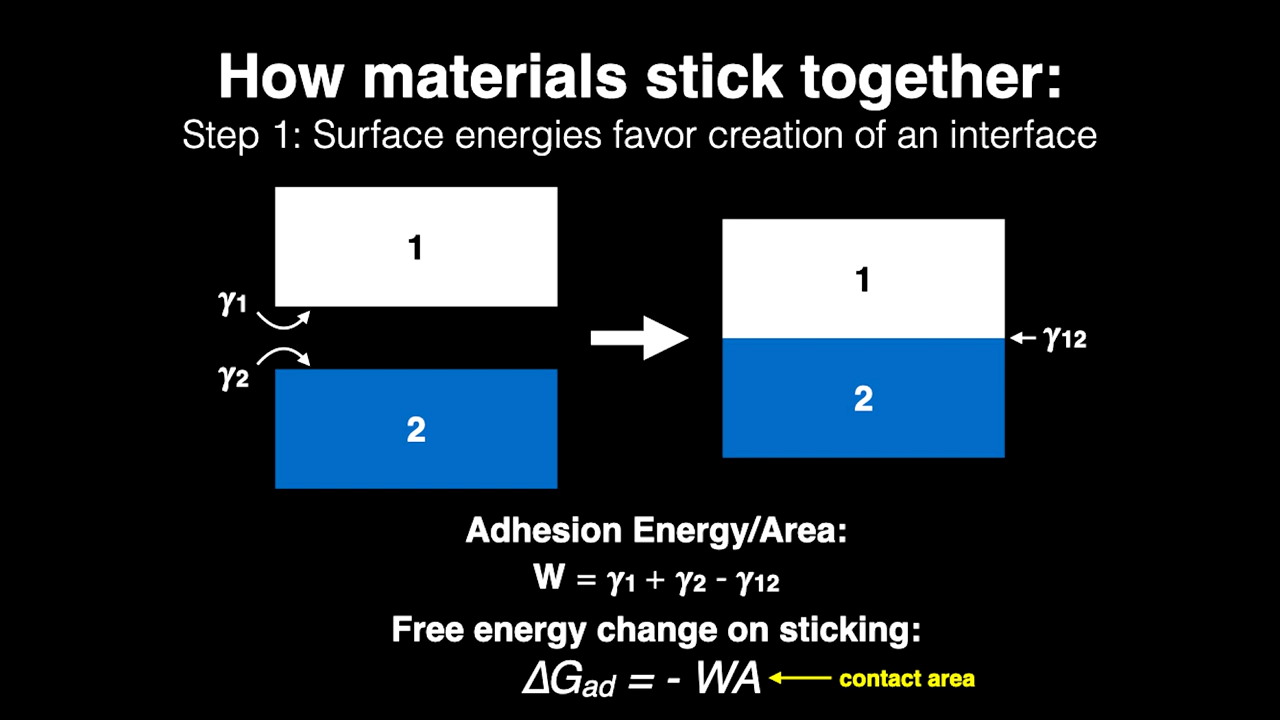 How materials stick together:
Step 1: Surface energies favor creation of an interface
1
γ1
γ2
2
1
γ12
2
Adhesion Energy/Area:
W = γ1 + γ2 - γ12
Free energy change on sticking:
ΔGad = - WA
contact area